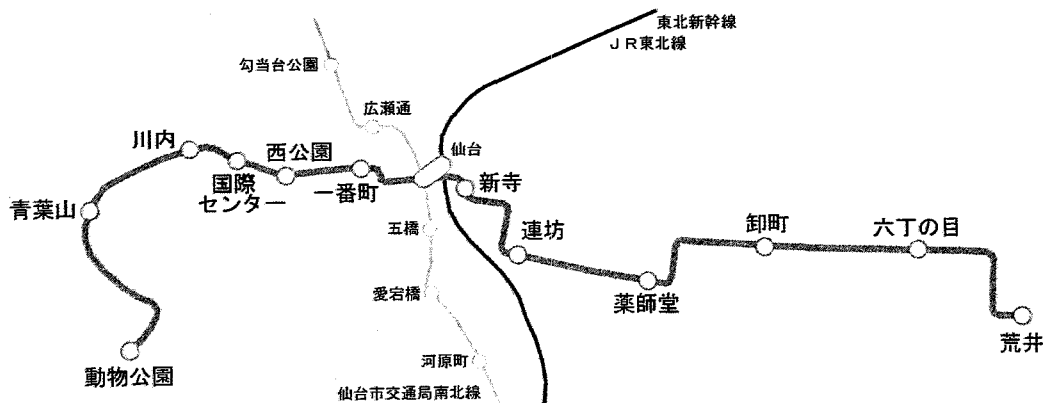 東北新幹線
JR東北線
勾当台公園
広瀬通
川内
西公園
仙台
国際
センター
一番町
新寺
青葉山
五橋
連坊
卸町
六丁の目
愛宕橋
薬師堂
荒井
動物公園
河原町
仙台市交通局南北線